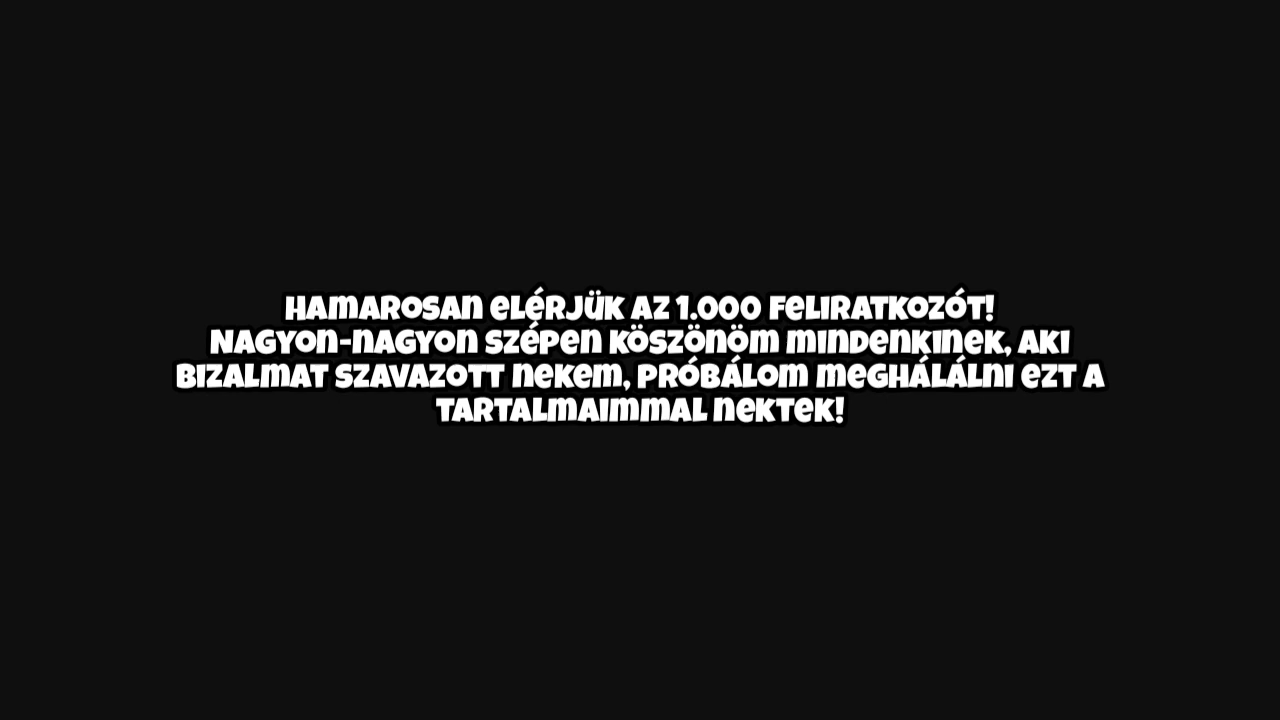 Hamarosan elérjük az 1.000 feliratkozót!
Nagyon-nagyon szépen köszönöm mindenkinek, aki
bizalmat szavazott nekem, próbálom meghálálni ezt a
tartalmaimmal nektek!